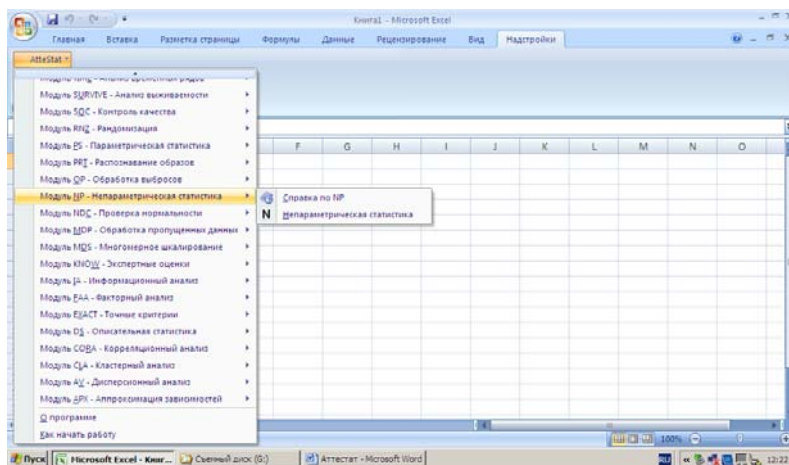 Книга1 - Microsoft Excel
Главная Вставка Разметка страницы Формулы Данные Рецензирование Вид Надстройки
AtteStat
Модуль SURVIVE - Анализ выживаемости
Модуль SQC - Контроль качества
Модуль RNZ - Рандомизация
Модуль PS - Параметрическая статистика
Модуль PRT - Распознавание образов
Модуль OP - Обработка выбросов
Модуль NP - Непараметрическая статистика
Справка по NP
Модуль NDC - Проверка нормальности
N Непараметрическая статистика
Модуль MDP - Обработка пропущенных данных
Модуль MDS - Многомерное шкалирование
Модуль KNOW - Экспертные оценки
Модуль IA - Информационный анализ
Модуль FAA - Факторный анализ
Модуль EXACT - Точные критерии
Модуль DS - Описательная статистика
Модуль CORA - Корреляционный анализ
Модуль CLA - Кластерный анализ
Модуль AV - Дисперсионный анализ
Модуль APX - Аппроксимация зависимостей
О программе
Как начать работу
F G H I J K L M N O
100%
Пуск Microsoft Excel - Книг... Съемный диск (G:) Аттестат - Microsoft Word RU 12:22